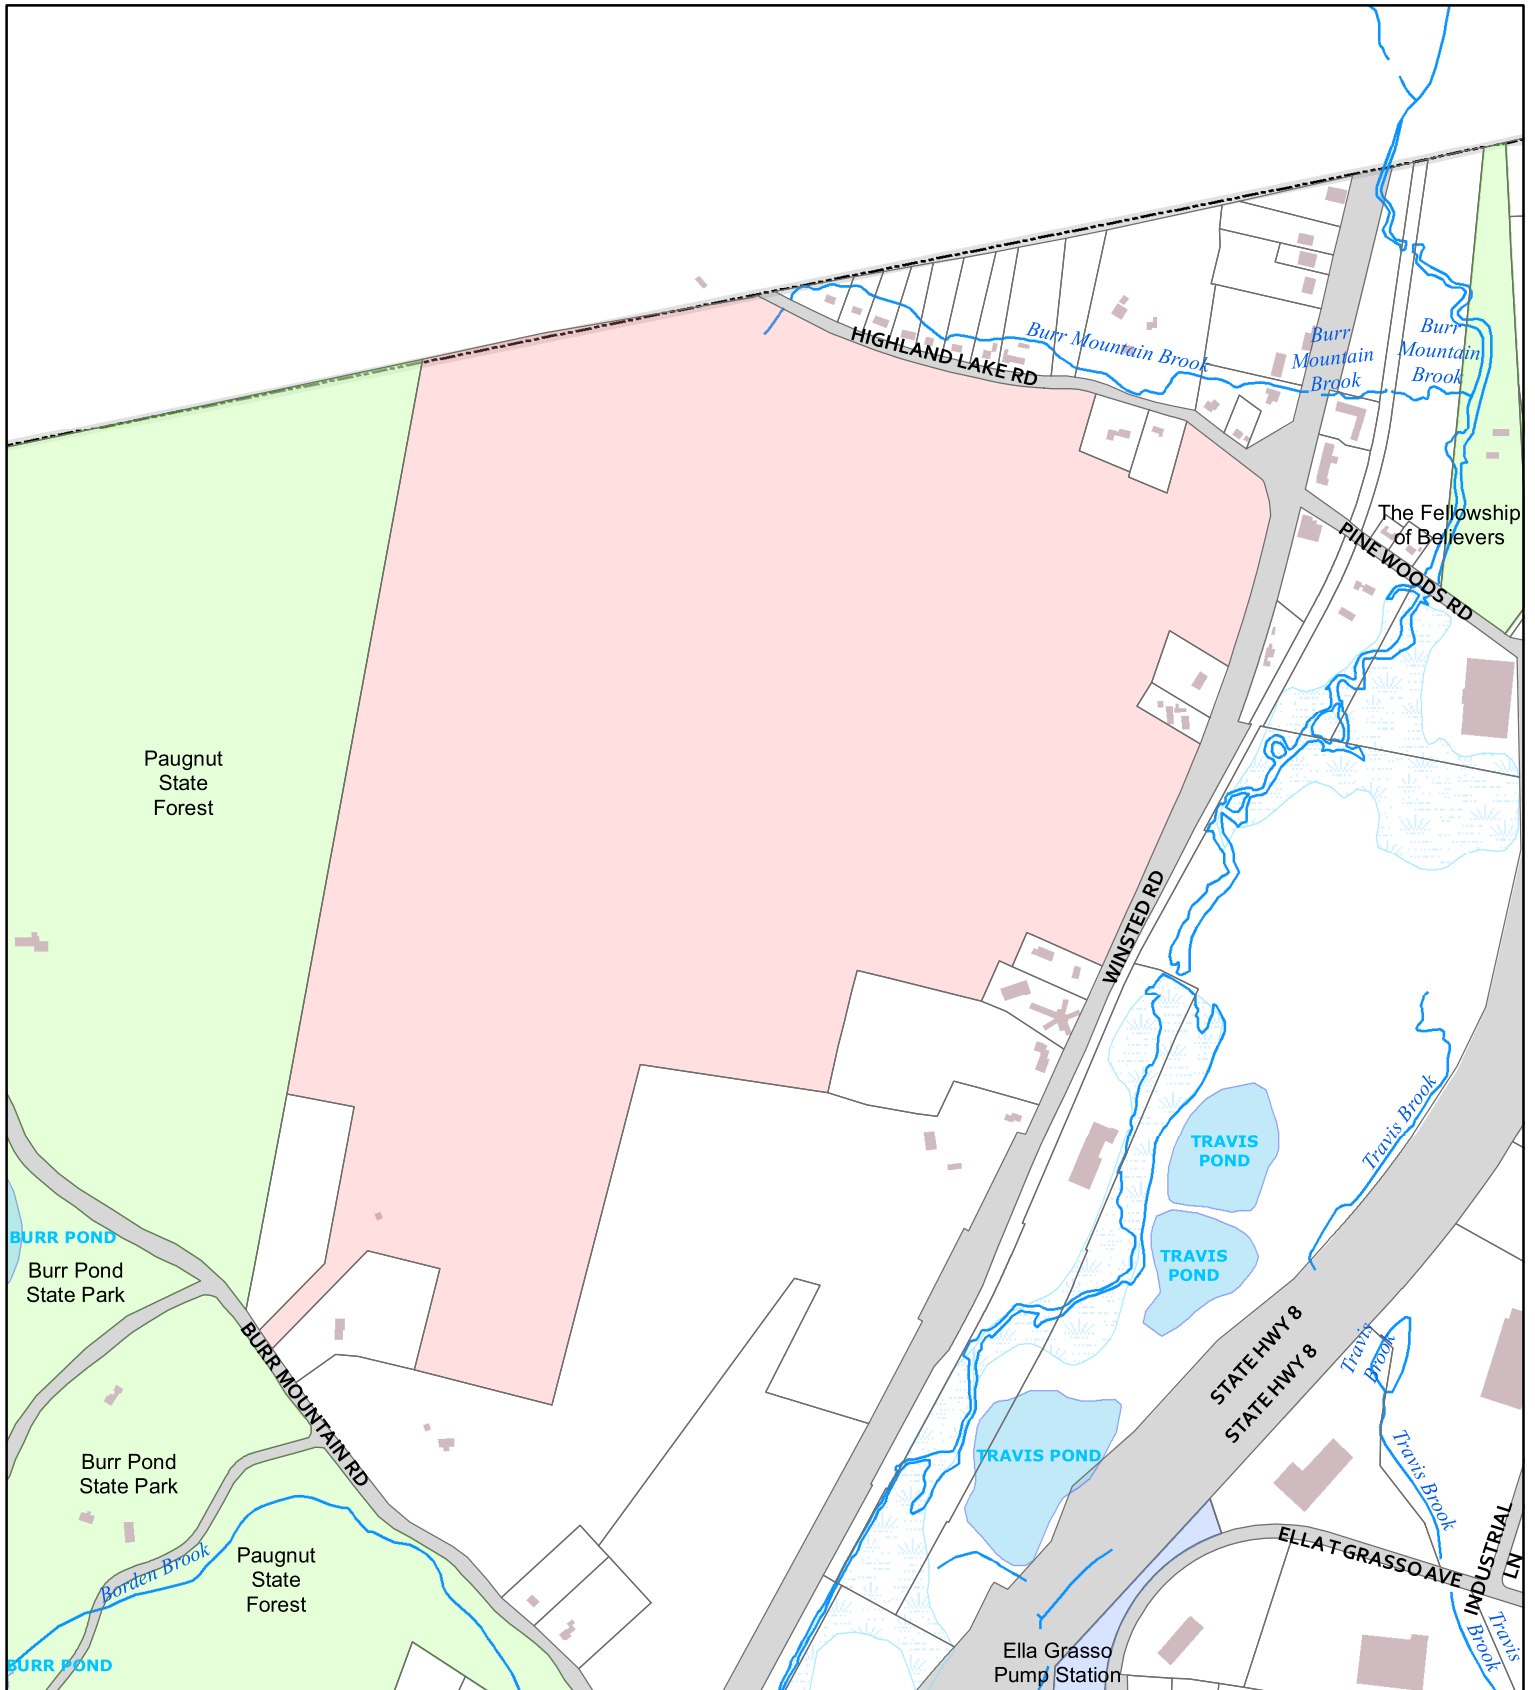 Burr Mountain Brook
Burr
Mountain
Brook
Burr
Mountain
Brook
HIGHLAND LAKE RD
The Fellowship
of Believers
PINE WOODS RD
Paugnut
State
Forest
WINSTED RD
TRAVIS
POND
Travis Brook
BURR POND
Burr Pond
State Park
TRAVIS
POND
STATE HWY 8
STATE HWY 8
Travis
Brook
BURR MOUNTAIN RD
Burr Pond
State Park
TRAVIS POND
Travis Brook
Paugnut
State
Forest
Borden Brook
ELLA T GRASSO AVE
INDUSTRIAL
LN
Travis
Brook
Ella Grasso
Pump Station
BURR POND